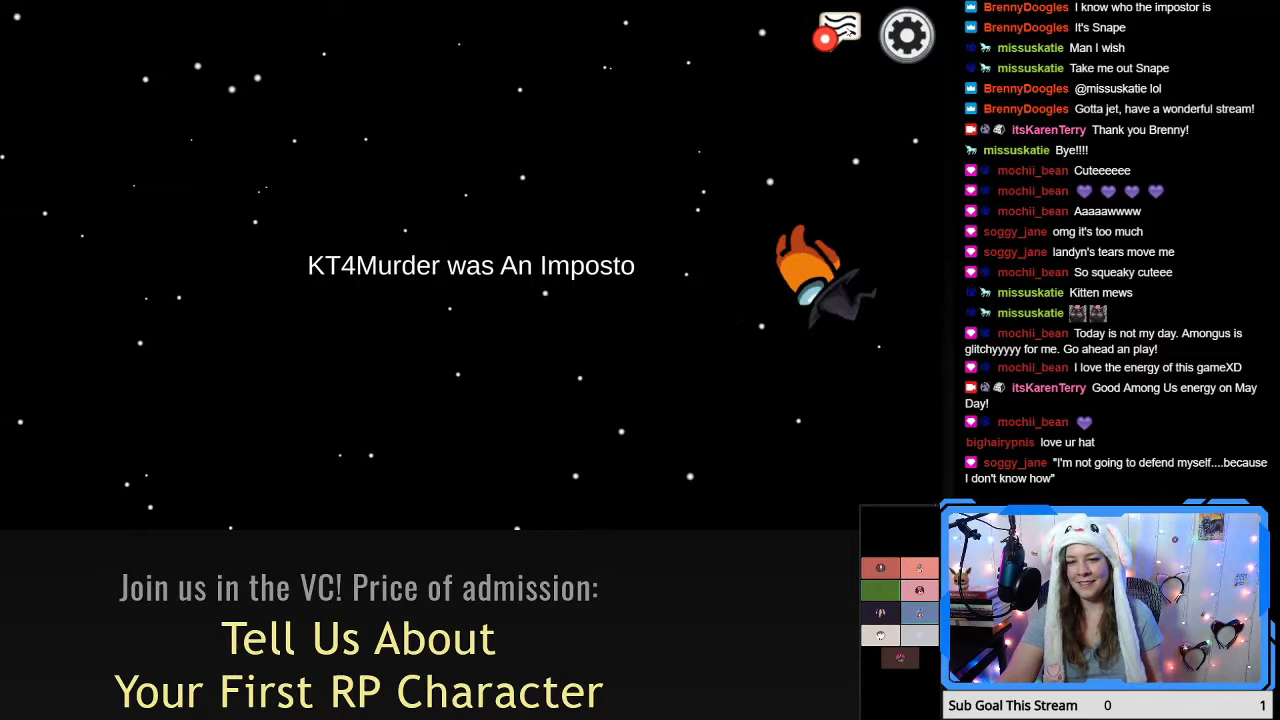 KT4Murder was An Imposto
BrennyDoogles I know who the impostor is
BrennyDoogles It's Snape
missuskatie Man I wish
missuskatie Take me out Snape
BrennyDoogles @missuskatie lol
BrennyDoogles Gotta jet, have a wonderful stream!
itsKarenTerry Thank you Brenny!
missuskatie Bye!!!!
mochii_bean Cuteeeeee
mochii_bean
mochii_bean Aaaaawwww
soggy_jane omg it's too much
soggy_jane landyn's tears move me
mochii_bean So squeaky cuteee
missuskatie Kitten mews
missuskatie
mochii_bean Today is not my day. Amongus is
glitchyyyyy for me. Go ahead an play!
mochii_bean I love the energy of this gameXD
itsKarenTerry Good Among Us energy on May
Day!
mochii_bean
bighairypnis love ur hat
soggy_jane "I'm not going to defend myself....because
I don't know how"
Join us in the VC! Price of admission:
Tell Us About
Your First RP Character
Sub Goal This Stream 0 1